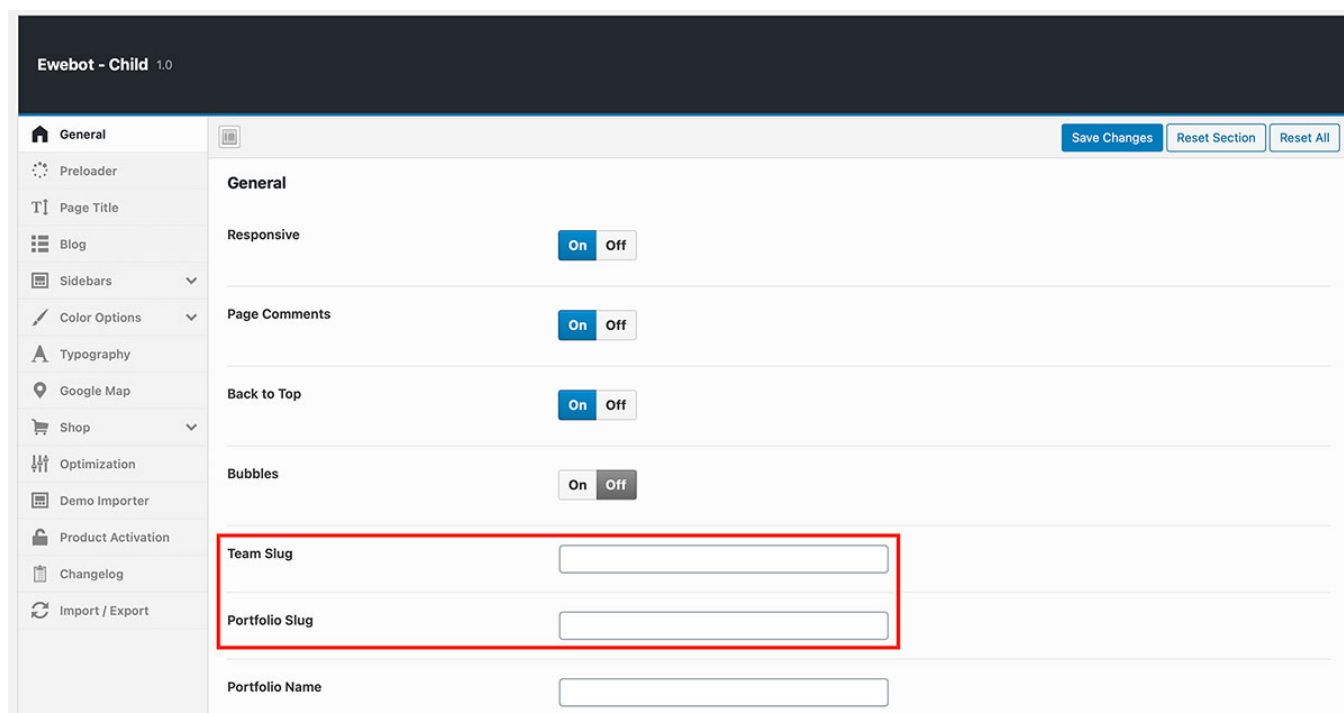 Ewebot - Child 1.0
General
Preloader
Page Title
Blog
Sidebars
Color Options
Typography
Google Map
Shop
Optimization
Demo Importer
Product Activation
Changelog
Import / Export
Save Changes Reset Section Reset All
General
Responsive On Off
Page Comments On Off
Back to Top On Off
Bubbles On Off
Team Slug
Portfolio Slug
Portfolio Name